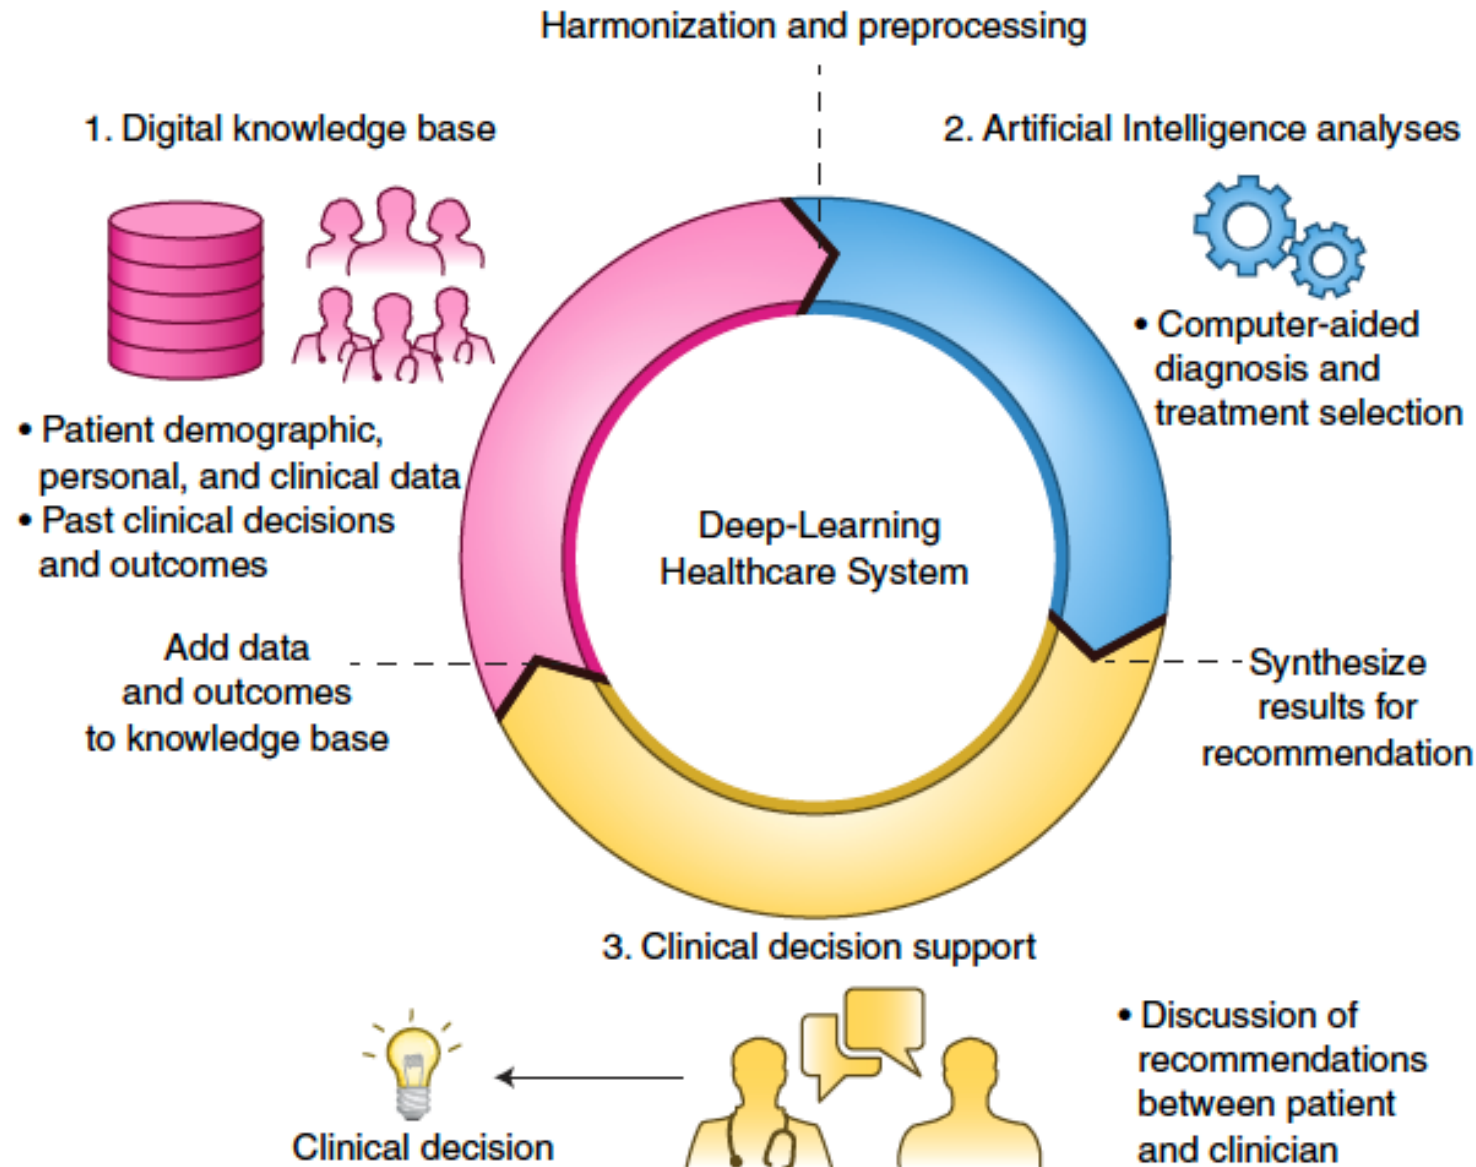 Harmonization and preprocessing
1. Digital knowledge base
2. Artificial Intelligence analyses
• Computer-aided
diagnosis and
treatment selection
• Patient demographic,
personal, and clinical data
• Past clinical decisions
and outcomes
Deep-Learning
Healthcare System
Add data
and outcomes
to knowledge base
Synthesize
results for
recommendation
3. Clinical decision support
• Discussion of
recommendations
between patient
and clinician
Clinical decision